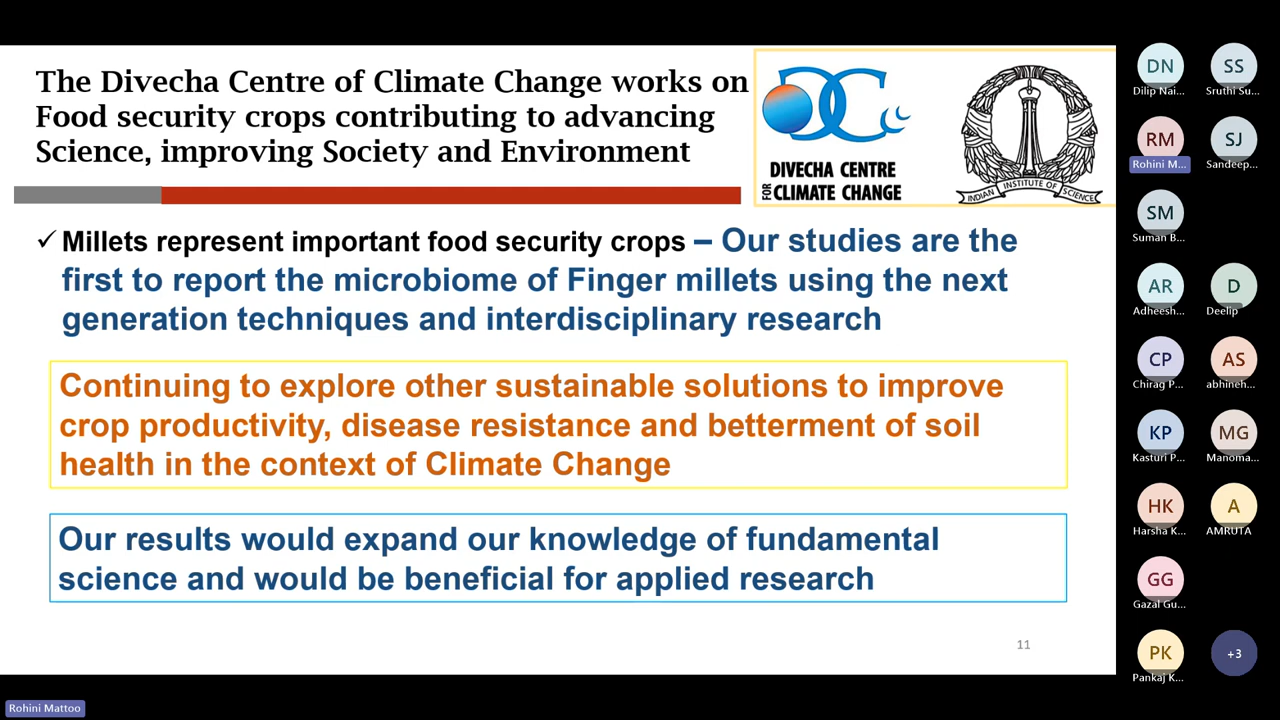 The Divecha Centre of Climate Change works on
Food security crops contributing to advancing
Science, improving Society and Environment
DIVECHA CENTRE
FOR CLIMATE CHANGE
INDIAN INSTITUTE OF SCIENCE
✓ Millets represent important food security crops – Our studies are the
first to report the microbiome of Finger millets using the next
generation techniques and interdisciplinary research
Continuing to explore other sustainable solutions to improve
crop productivity, disease resistance and betterment of soil
health in the context of Climate Change
Our results would expand our knowledge of fundamental
science and would be beneficial for applied research
11
DN
Dilip Nai...
SS
Sruthi Su...
RM
Rohini M...
SJ
Sandeep...
SM
Suman B...
AR
Adheesh...
D
Deelip
CP
Chirag P...
AS
abhineh...
KP
Kasturi P...
MG
Manoma...
HK
Harsha K...
A
AMRUTA
GG
Gazal Gu...
PK
Pankaj K...
+3
Rohini Mattoo